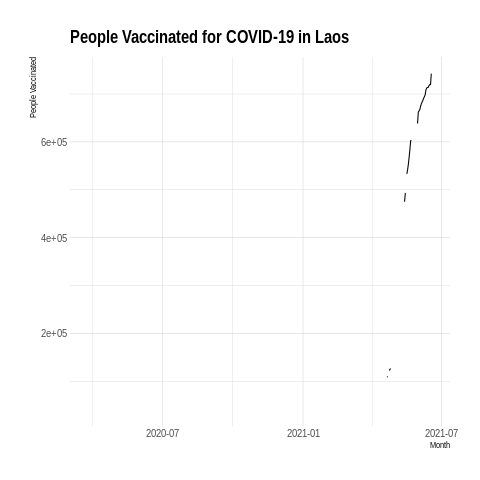 People Vaccinated for COVID-19 in Laos
People Vaccinated
6e+05
4e+05
2e+05
2020-07 2021-01 2021-07
Month